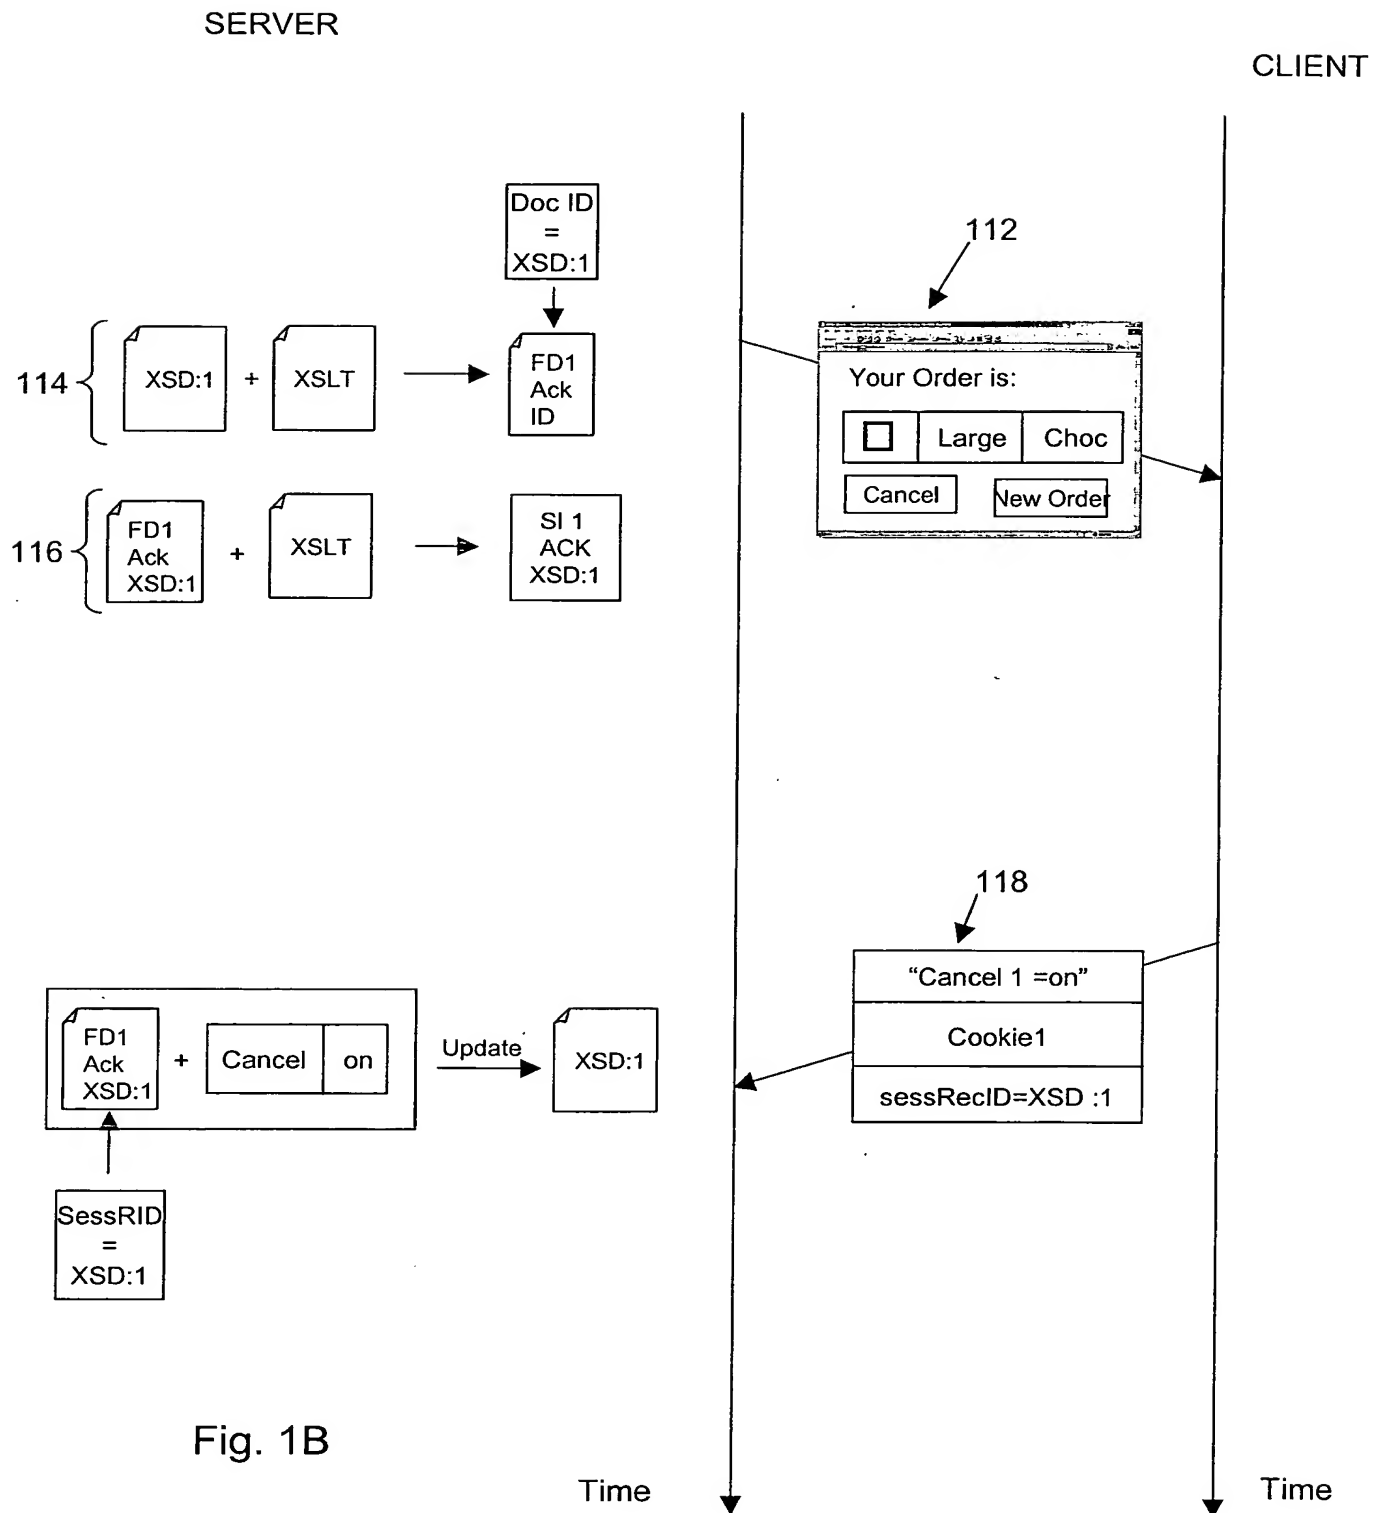 SERVER
CLIENT
Doc ID
=
XSD:1
112
114
XSD:1
+
XSLT
FD1
Ack
ID
Your Order is:
Large
Choc
Cancel
New Order
116
FD1
Ack
XSD:1
+
XSLT
SI 1
ACK
XSD:1
118
"Cancel 1 =on"
Cookie1
sessRecID=XSD :1
FD1
Ack
XSD:1
+
Cancel
on
Update
XSD:1
SessRID
=
XSD:1
Fig. 1B
Time
Time